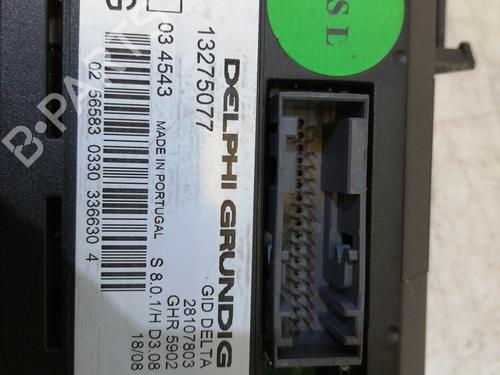 DELPHI GRUNDIG
GID DELTA
13275077
28107803
GHR 5902
03 4543
MADE IN PORTUGAL
S 8.0.1/H D3.08
18/08
02 56583 0330 336630 4
B-PARTS